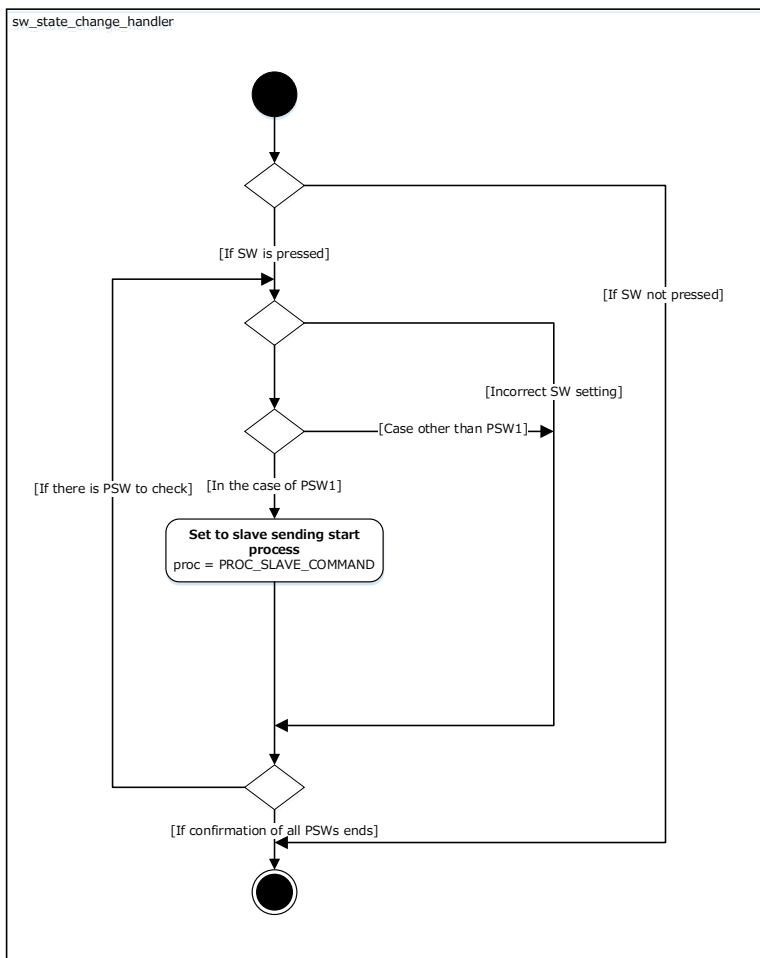 sw_state_change_handler
[If SW is pressed]
[If SW not pressed]
[Incorrect SW setting]
[Case other than PSW1]
[If there is PSW to check]
[In the case of PSW1]
Set to slave sending start
process
proc = PROC_SLAVE_COMMAND
[If confirmation of all PSWs ends]